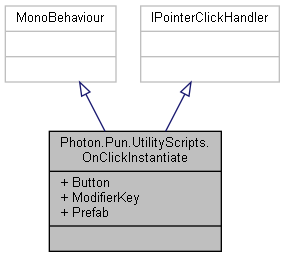 MonoBehaviour
IPointerClickHandler
Photon.Pun.UtilityScripts.
OnClickInstantiate
+ Button
+ ModifierKey
+ Prefab